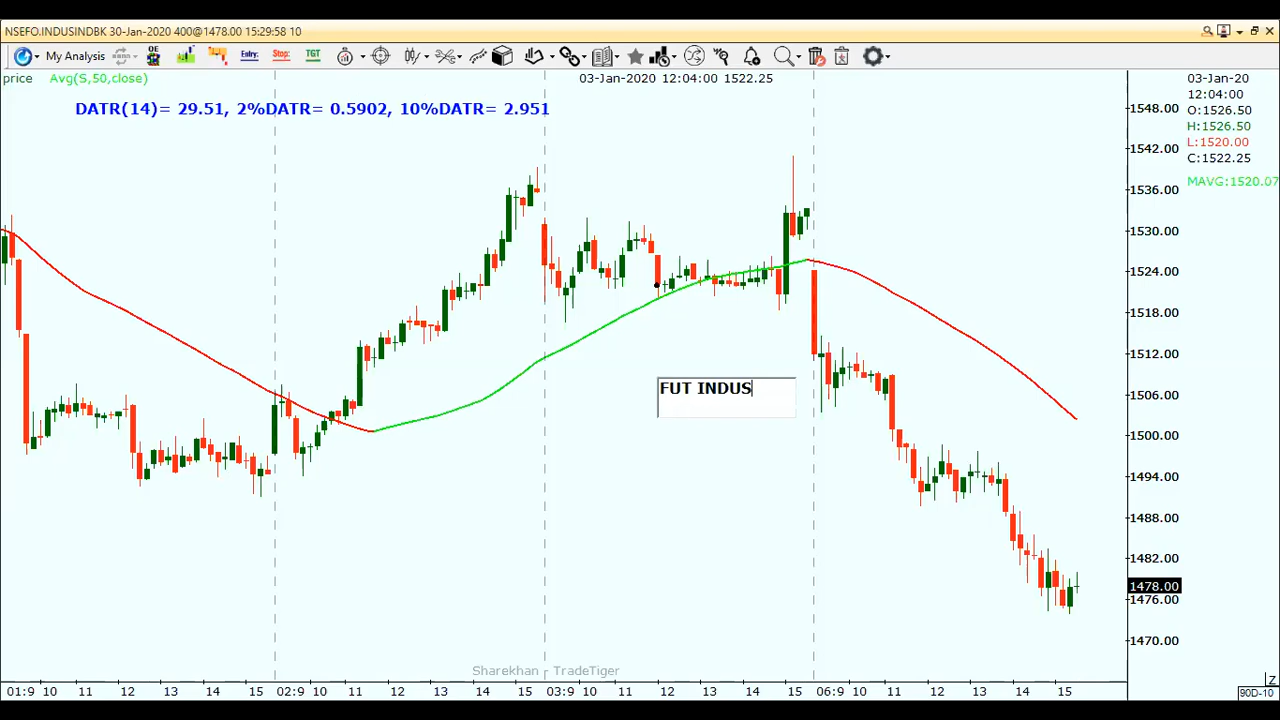 NSEFO.INDUSINDBK 30-Jan-2020 400@1478.00 15:29:58 10
My Analysis OE Entry: Stop: TGT
price Avg(S,50,close) 03-Jan-2020 12:04:00 1522.25
DATR(14)= 29.51, 2%DATR= 0.5902, 10%DATR= 2.951
03-Jan-20
12:04:00
O:1526.50
H:1526.50
L:1520.00
C:1522.25
MAVG:1520.07
1548.00
1542.00
1536.00
1530.00
1524.00
1518.00
1512.00
1506.00
1500.00
1494.00
1488.00
1482.00
1478.00
1476.00
1470.00
FUT INDUS
Sharekhan - TradeTiger
01:9 10 11 12 13 14 15 02:9 10 11 12 13 14 15 03:9 10 11 12 13 15 06:9 10 11 12 13 14 15
Z
90D-10